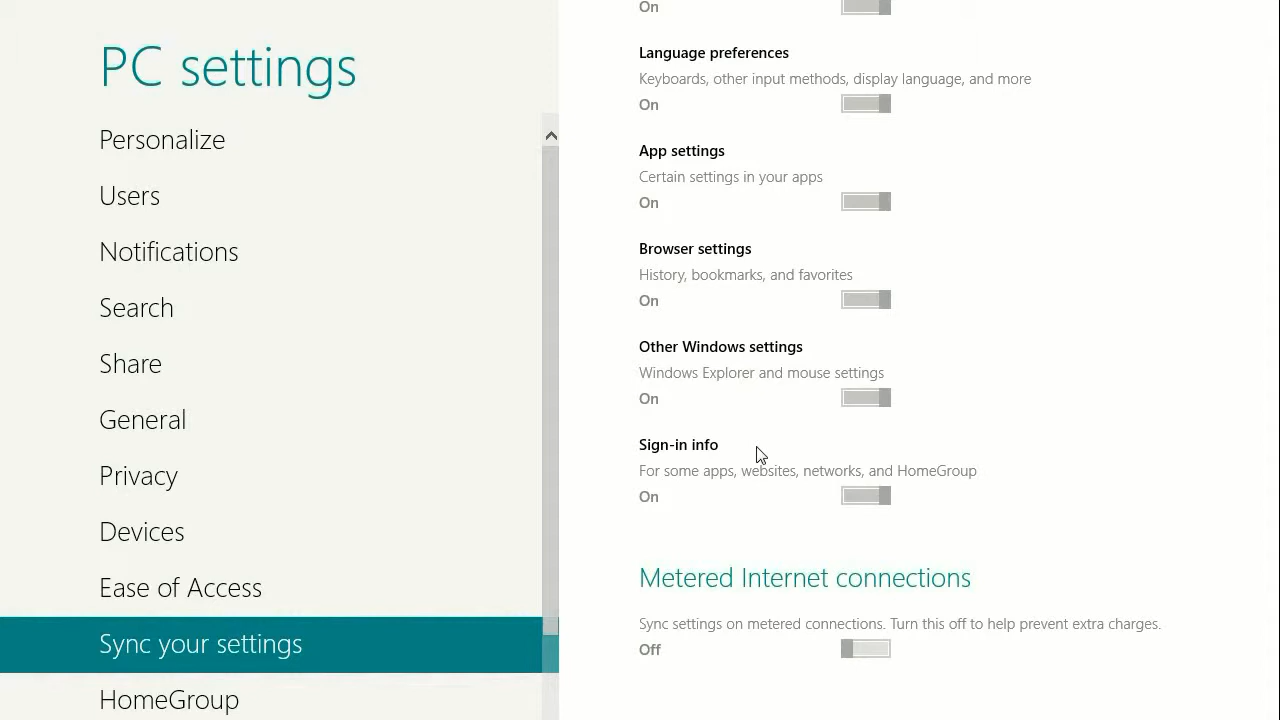 PC settings
Personalize
Users
Notifications
Search
Share
General
Privacy
Devices
Ease of Access
Sync your settings
HomeGroup
On
Language preferences
Keyboards, other input methods, display language, and more
On
App settings
Certain settings in your apps
On
Browser settings
History, bookmarks, and favorites
On
Other Windows settings
Windows Explorer and mouse settings
On
Sign-in info
For some apps, websites, networks, and HomeGroup
On
Metered Internet connections
Sync settings on metered connections. Turn this off to help prevent extra charges.
Off